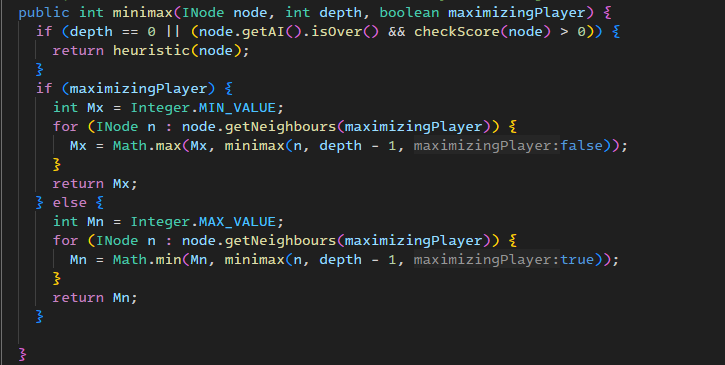 public int minimax(INode node, int depth, boolean maximizingPlayer) {
if (depth == 0 || (node.getAI().isOver() && checkScore(node) > 0)) {
return heuristic(node);
}
if (maximizingPlayer) {
int Mx = Integer.MIN_VALUE;
for (INode n : node.getNeighbours(maximizingPlayer)) {
Mx = Math.max(Mx, minimax(n, depth - 1, maximizingPlayer:false));
}
return Mx;
} else {
int Mn = Integer.MAX_VALUE;
for (INode n : node.getNeighbours(maximizingPlayer)) {
Mn = Math.min(Mn, minimax(n, depth - 1, maximizingPlayer:true));
}
return Mn;
}
}